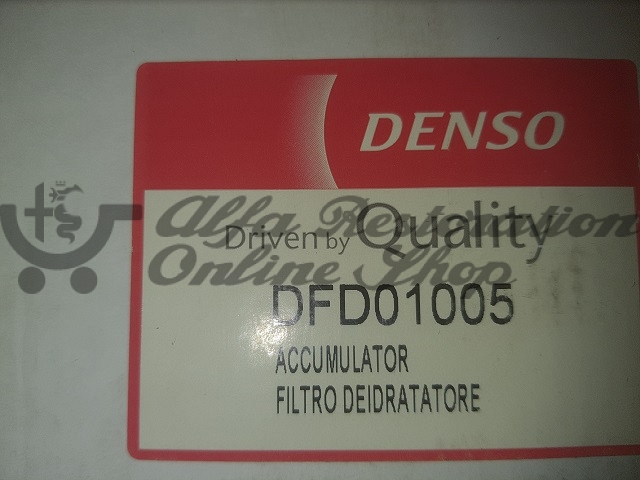 DENSO
Driven by Quality
Alfa Restoration
Online Shop
DFD01005
ACCUMULATOR
FILTRO DEIDRATATORE